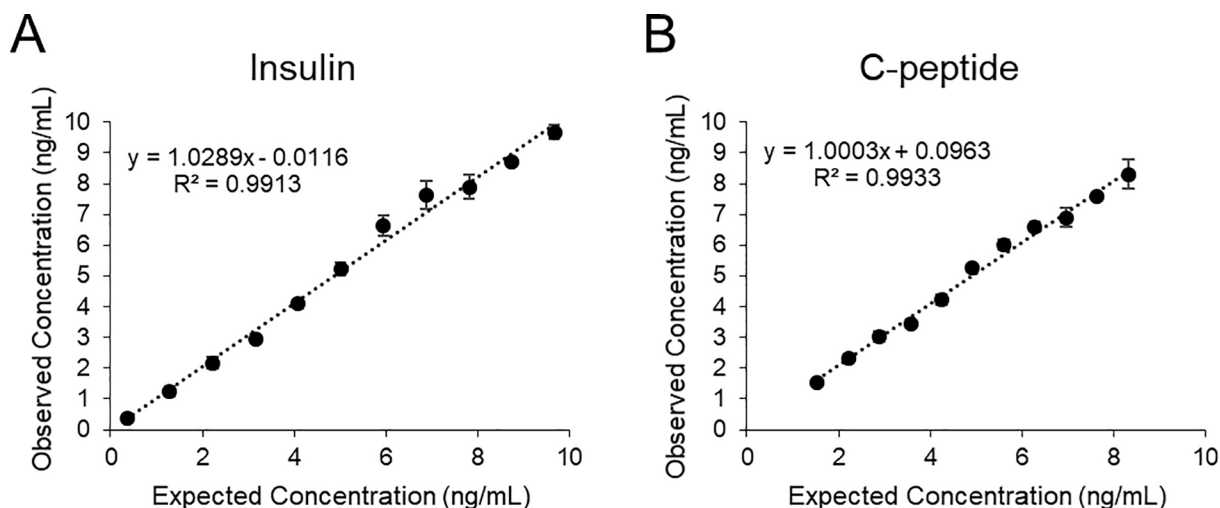 A
Insulin
Observed Concentration (ng/mL)
10
9
8
7
6
5
4
3
2
1
0
y = 1.0289x - 0.0116
R² = 0.9913
0 2 4 6 8 10
Expected Concentration (ng/mL)
B
C-peptide
Observed Concentration (ng/mL)
10
9
8
7
6
5
4
3
2
1
0
y = 1.0003x + 0.0963
R² = 0.9933
0 2 4 6 8 10
Expected Concentration (ng/mL)